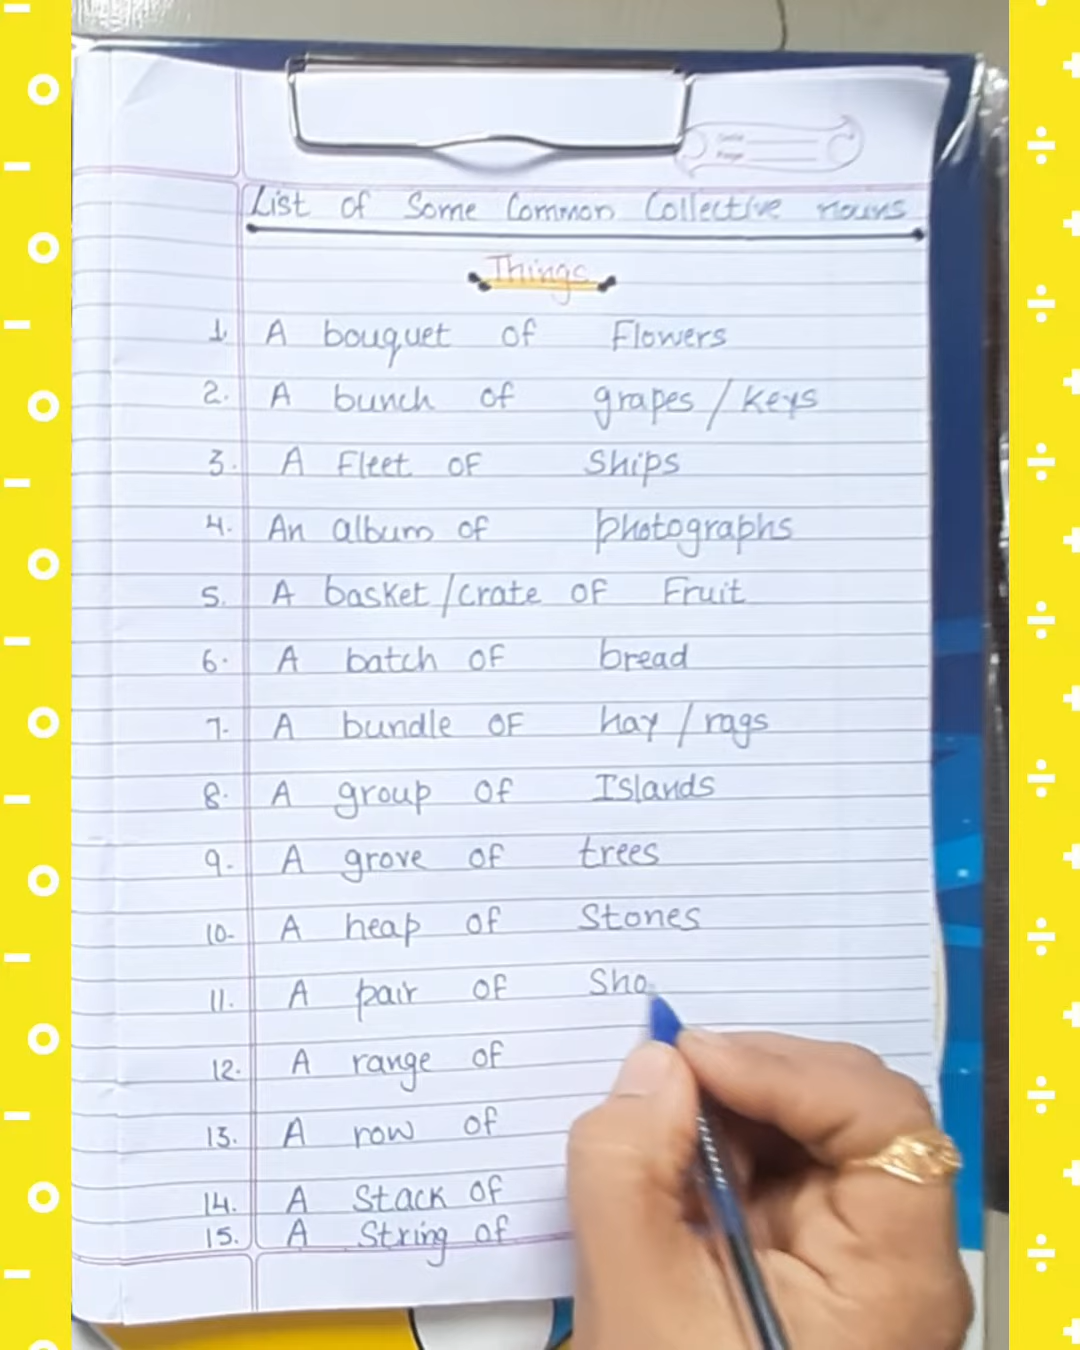 List of Some Common Collective nouns
Things
1. A bouquet of Flowers
2. A bunch of grapes / keys
3. A Fleet of Ships
4. An album of photographs
5. A basket / crate of Fruit
6. A batch of bread
7. A bundle of hay / rags
8. A group of Islands
9. A grove of trees
10. A heap of Stones
11. A pair of Sho
12. A range of
13. A row of
14. A Stack of
15. A String of